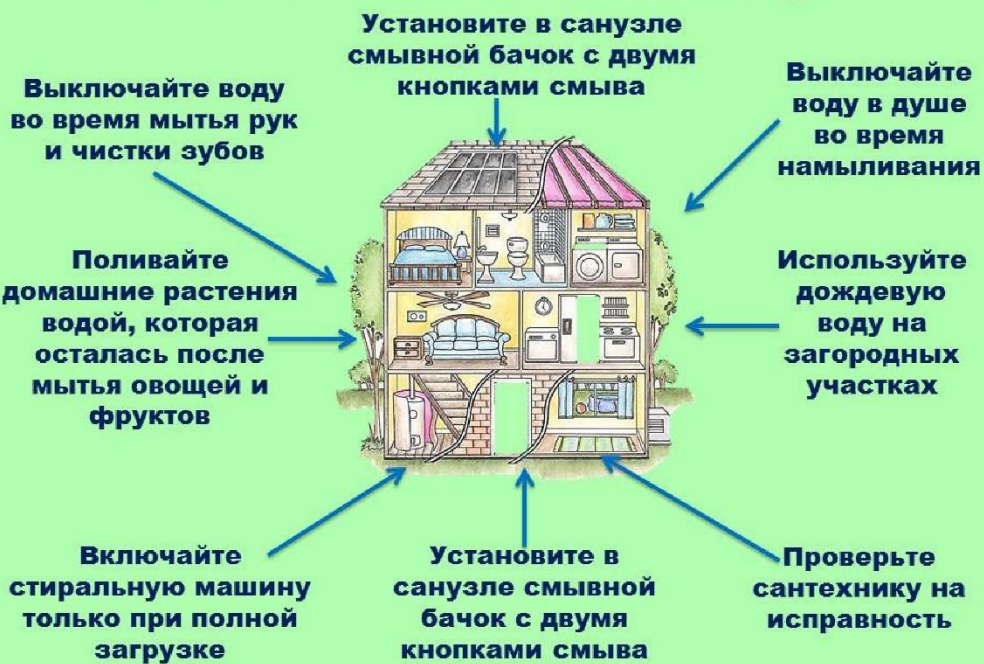 Установите в санузле
смывной бачок с двумя
кнопками смыва
Выключайте воду
во время мытья рук
и чистки зубов
Выключайте
воду в душе
во время
намыливания
Поливайте
домашние растения
водой, которая
осталась после
мытья овощей и
фруктов
Используйте
дождевую
воду на
загородных
участках
Включайте
стиральную машину
только при полной
загрузке
Установите в
санузле смывной
бачок с двумя
кнопками смыва
Проверьте
сантехнику на
исправность